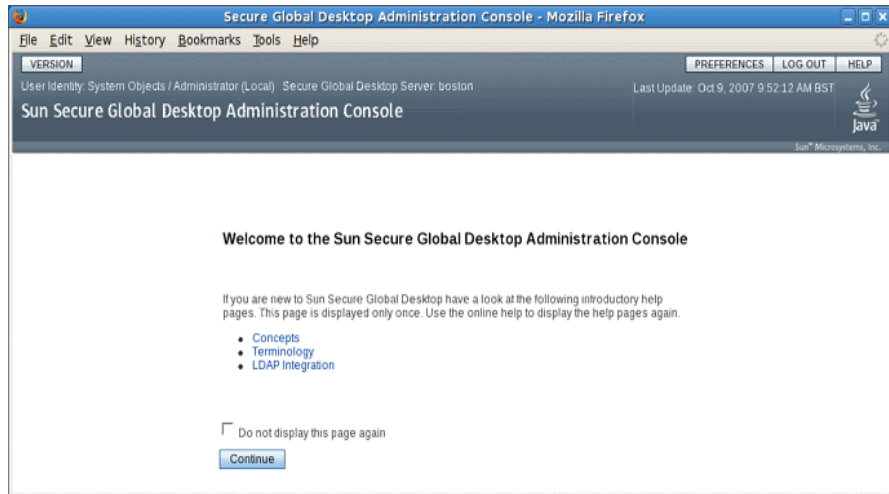 Secure Global Desktop Administration Console - Mozilla Firefox
File Edit View History Bookmarks Tools Help
VERSION PREFERENCES LOG OUT HELP
User Identity: System Objects / Administrator (Local) Secure Global Desktop Server: boston Last Update: Oct 9, 2007 9:52:12 AM BST
Sun Secure Global Desktop Administration Console
Java
Sun™ Microsystems, Inc.
Welcome to the Sun Secure Global Desktop Administration Console
If you are new to Sun Secure Global Desktop have a look at the following introductory help
pages. This page is displayed only once. Use the online help to display the help pages again.
Concepts
Terminology
LDAP Integration
Do not display this page again
Continue